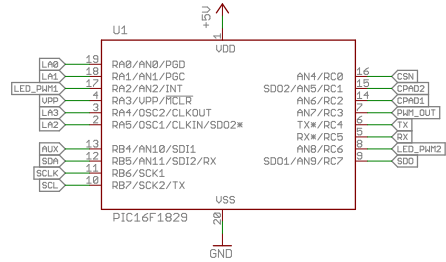 +5V
U1
1
VDD
LA0 19 RA0/AN0/PGD
LA1 18 RA1/AN1/PGC
LED_PWM1 17 RA2/AN2/INT
VPP 4 RA3/VPP/MCLR
LA3 3 RA4/OSC2/CLKOUT
LA2 2 RA5/OSC1/CLKIN/SDO2*
AUX 13 RB4/AN10/SDI1
SDA 12 RB5/AN11/SDI2/RX
SCLK 11 RB6/SCK1
SCL 10 RB7/SCK2/TX
AN4/RC0 16 CSN
SDO2/AN5/RC1 15 CPAD2
AN6/RC2 14 CPAD1
AN7/RC3 7 PWM_OUT
TX*/RC4 6 TX
RX*/RC5 5 RX
AN8/RC6 8 LED_PWM2
SDO1/AN9/RC7 9 SDO
VSS
PIC16F1829
20
GND